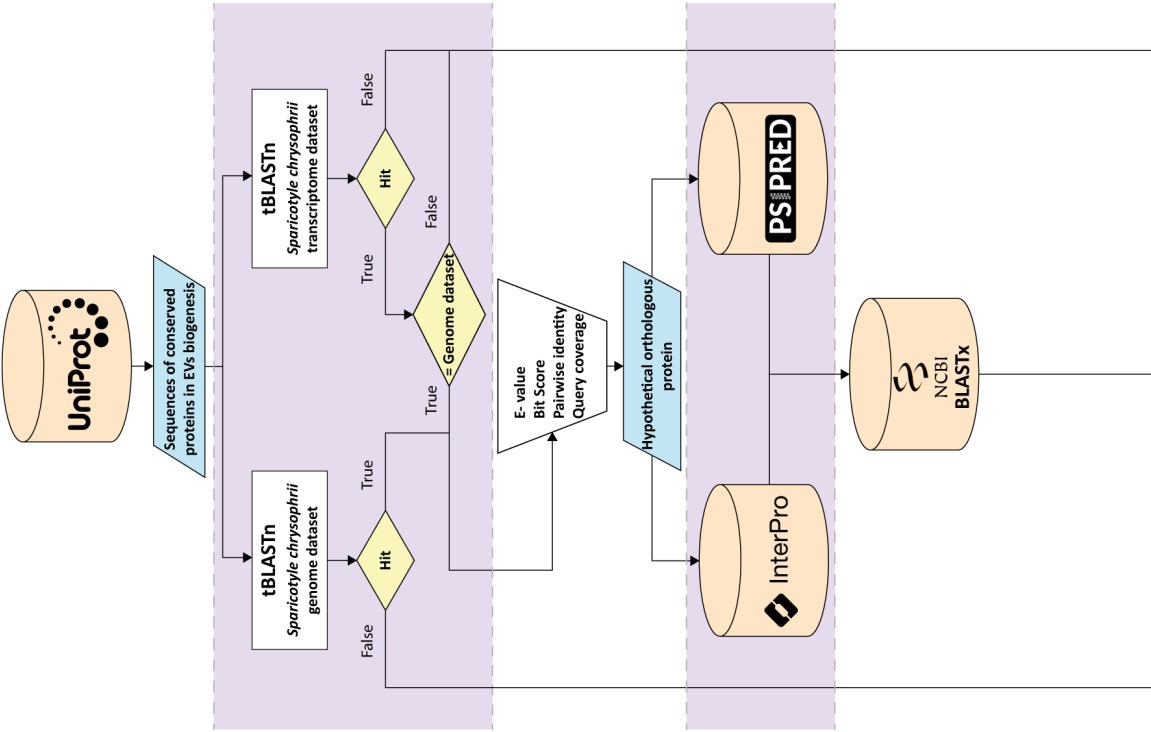 UniProt
Sequences of conserved
proteins in EVs biogenesis
tBLASTn
Sparicotyle chrysophrii
genome dataset
tBLASTn
Sparicotyle chrysophrii
transcriptome dataset
False
Hit
True
True
Hit
False
True
= Genome dataset
False
E- value
Bit Score
Pairwise identity
Query coverage
Hypothetical orthologous
protein
InterPro
PSIPRED
NCBI
BLASTx